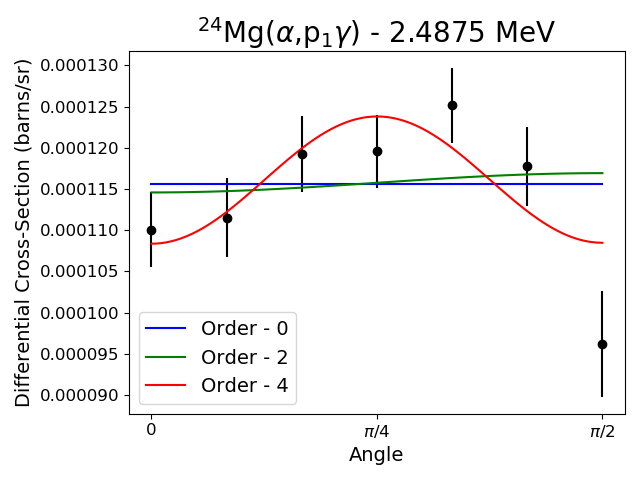 ²⁴Mg(α,p₁γ) - 2.4875 MeV
Differential Cross-Section (barns/sr)
0.000130
0.000125
0.000120
0.000115
0.000110
0.000105
0.000100
0.000095
0.000090
Order - 0
Order - 2
Order - 4
0
π/4
π/2
Angle